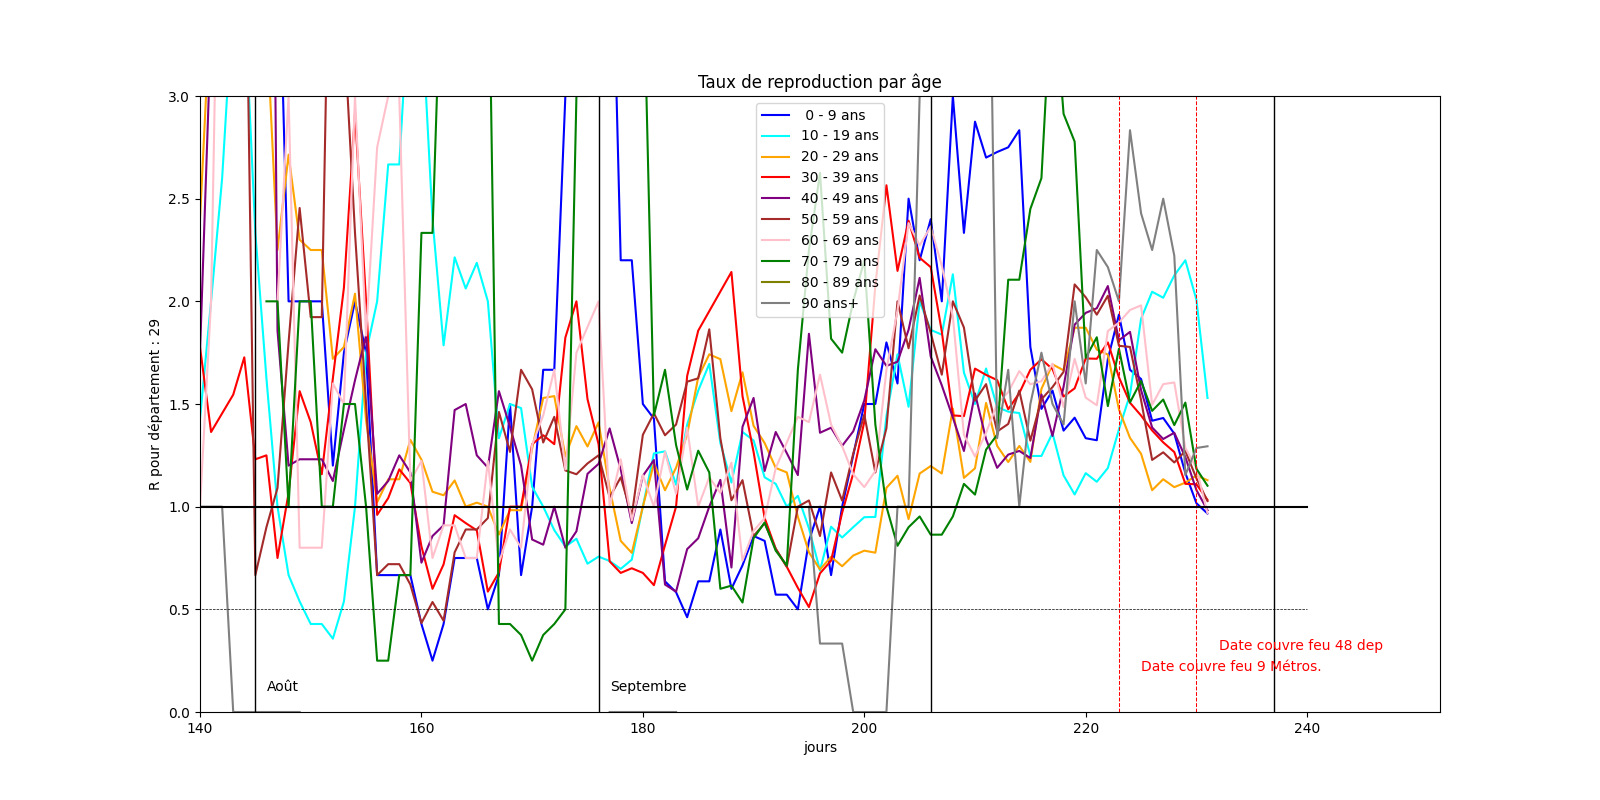 Taux de reproduction par âge
3.0
2.5
2.0
1.5
1.0
0.5
0.0
R pour département : 29
0 - 9 ans
10 - 19 ans
20 - 29 ans
30 - 39 ans
40 - 49 ans
50 - 59 ans
60 - 69 ans
70 - 79 ans
80 - 89 ans
90 ans+
Date couvre feu 48 dep
Date couvre feu 9 Métros.
Août
Septembre
140
160
180
200
220
240
jours